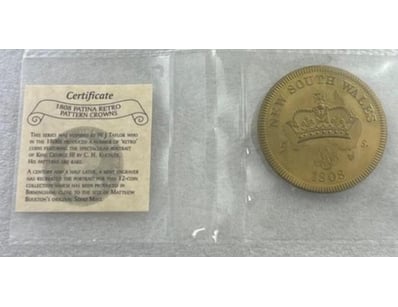 Certificate
1808 PATINA RETRO
PATTERN CROWNS
THIS SERIES WAS INSPIRED BY W J TAYLOR WHO
IN THE 1800S PRODUCED A NUMBER OF 'RETRO'
COINS FEATURING THE SPECTACULAR PORTRAIT
OF KING GEORGE III BY C. H. KUCHLER.
HIS PATTERNS ARE RARE.
A CENTURY AND A HALF LATER, A MINT ENGRAVER
HAS RECREATED THE PORTRAIT FOR THIS 12-COIN
COLLECTION WHICH HAS BEEN PRODUCED IN
BIRMINGHAM CLOSE TO THE SITE OF MATTHEW
BOULTON'S ORIGINAL SOHO MINT.
NEW SOUTH WALES
1808